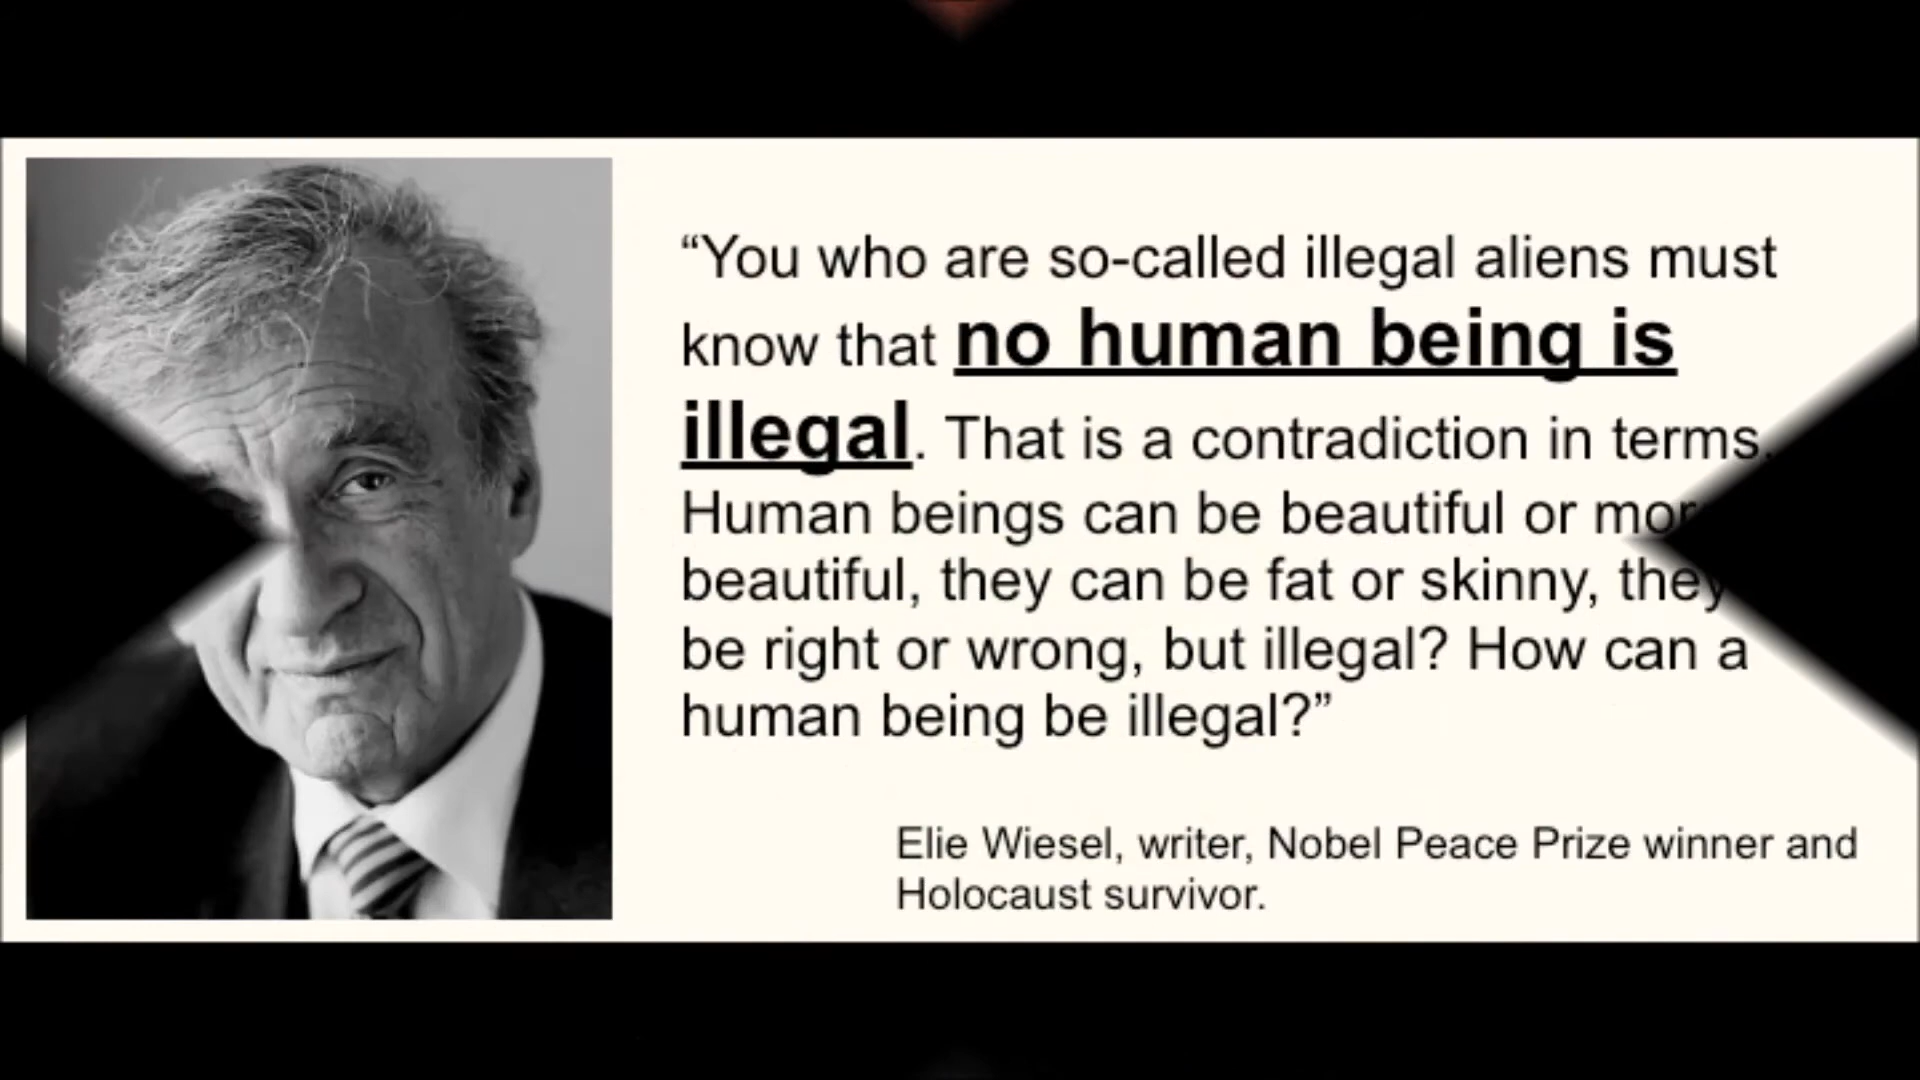 “You who are so-called illegal aliens must
know that no human being is
illegal. That is a contradiction in terms.
Human beings can be beautiful or
beautiful, they can be fat or skinny, they
be right or wrong, but illegal? How can a
human being be illegal?”
Elie Wiesel, writer, Nobel Peace Prize winner and
Holocaust survivor.